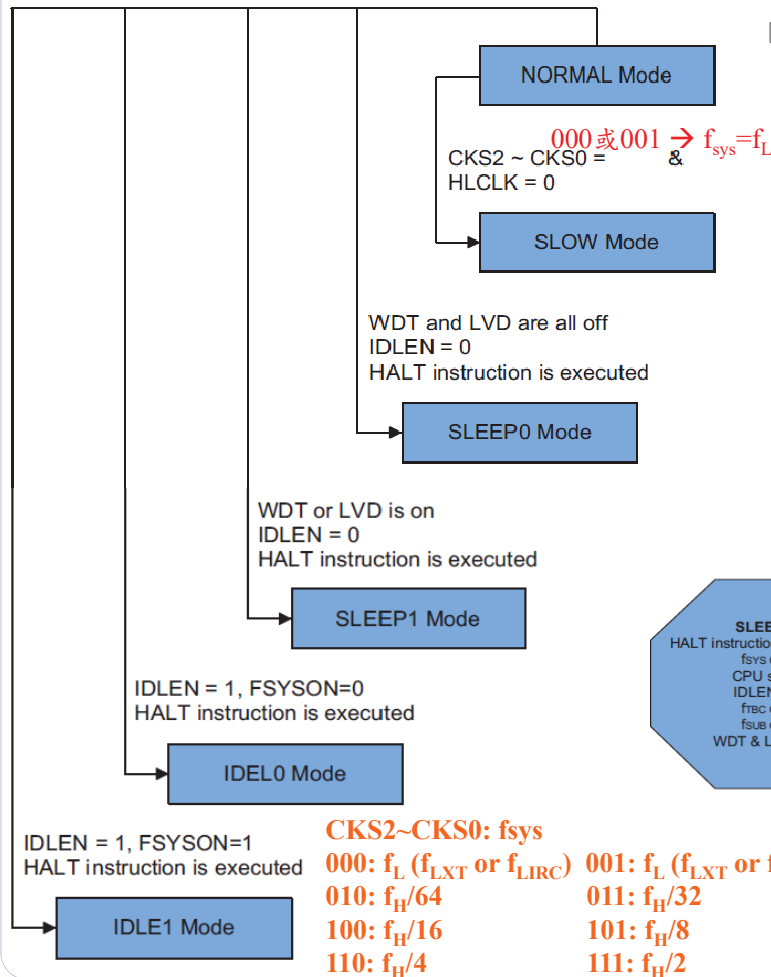 NORMAL Mode
000或001 → fsys=fL
CKS2 ~ CKS0 = &
HLCLK = 0
SLOW Mode
WDT and LVD are all off
IDLEN = 0
HALT instruction is executed
SLEEP0 Mode
WDT or LVD is on
IDLEN = 0
HALT instruction is executed
SLEEP1 Mode
IDLEN = 1, FSYSON=0
HALT instruction is executed
IDEL0 Mode
IDLEN = 1, FSYSON=1
HALT instruction is executed
IDLE1 Mode
SLEE
HALT instructio
fSYS
CPU s
IDLEN
fTBC
fSUB
WDT & L
CKS2~CKS0: fsys
000: fL (fLXT or fLIRC) 001: fL (fLXT or f
010: fH/64 011: fH/32
100: fH/16 101: fH/8
110: fH/4 111: fH/2